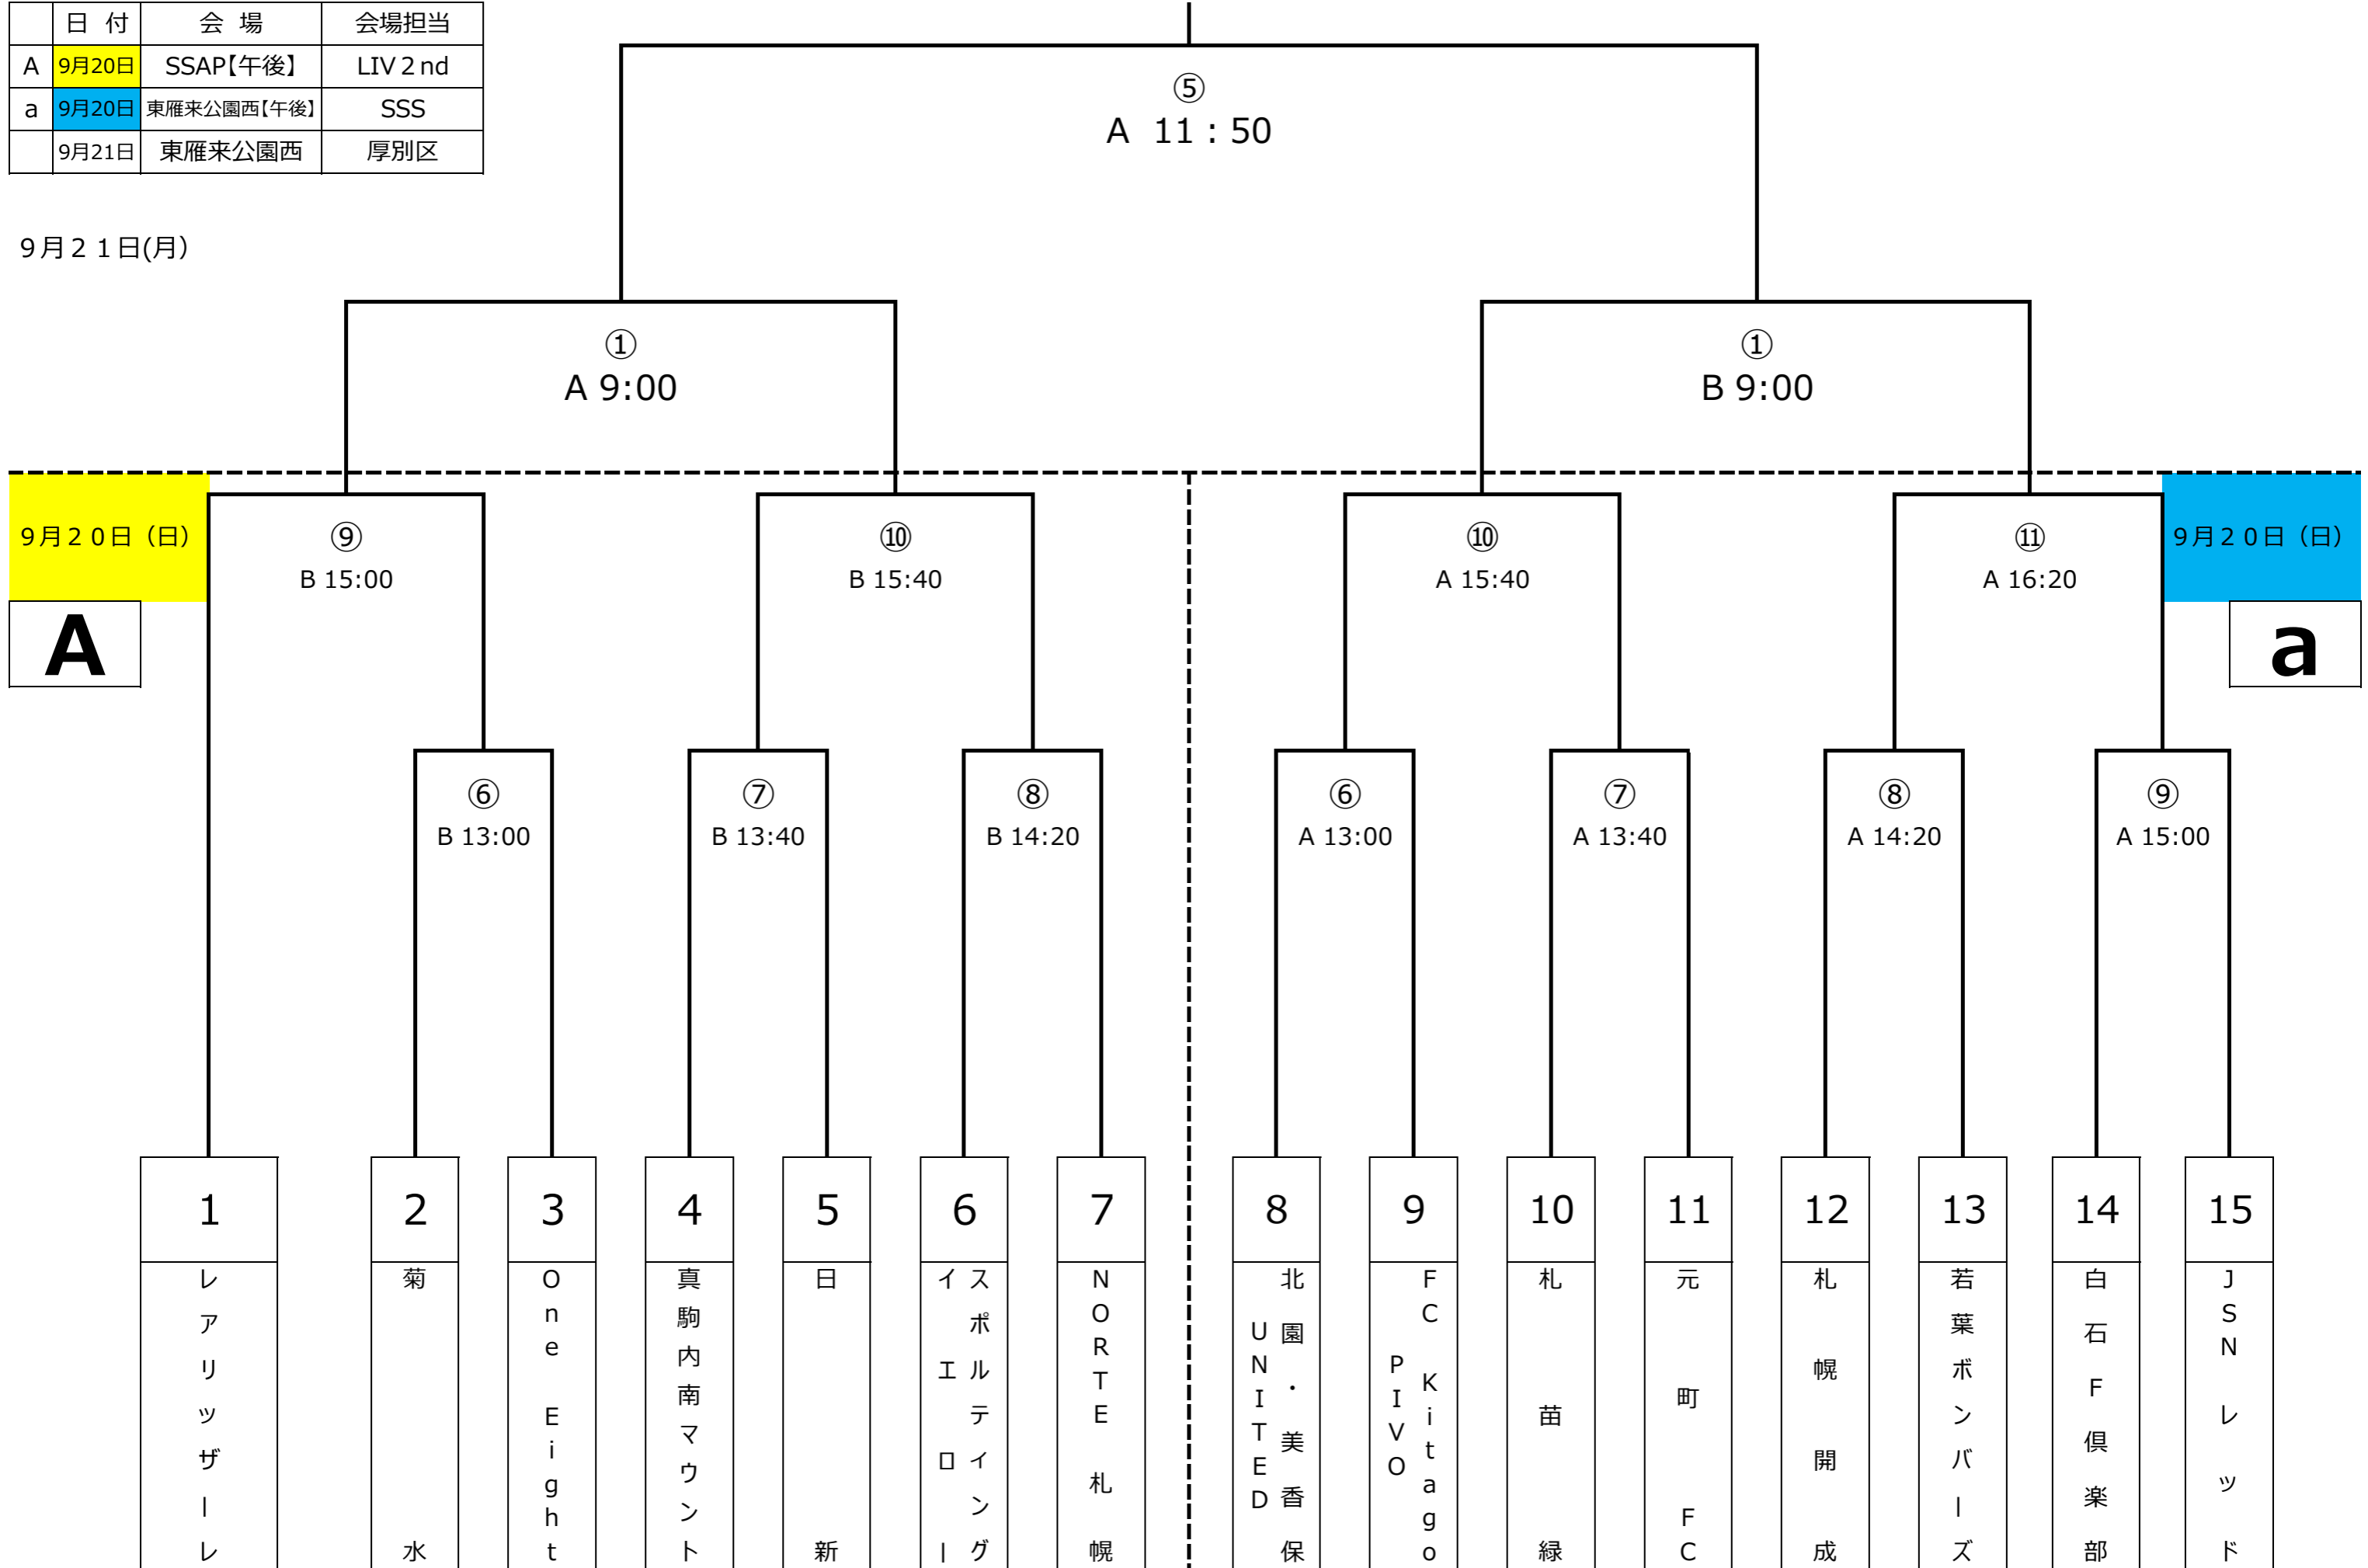 日 付 会 場 会場担当
A 9月20日 SSAP【午後】 LIV２nd
a 9月20日 東雁来公園西【午後】 SSS
9月21日 東雁来公園西 厚別区
⑤
A 11：50
９月２１日(月）
① ①
A 9:00 B 9:00
９月２０日（日） ⑨ ⑩ ⑩ ⑪ ９月２０日（日）
B 15:00 B 15:40 A 15:40 A 16:20
A a
⑥ ⑦ ⑧ ⑥ ⑦ ⑧ ⑨
B 13:00 B 13:40 B 14:20 A 13:00 A 13:40 A 14:20 A 15:00
1 2 3 4 5 6 7 8 9 10 11 12 13 14 15
レアリッザーレ
菊水
One Eight
真駒内南マウント
日新
スポルティング
イエロー
NORTE 札幌
北園・美香保
UNITED
FC Kitago
PIVO
札苗緑
元町FC
札幌開成
若葉ボンバーズ
白石F倶楽部
JSN レッド